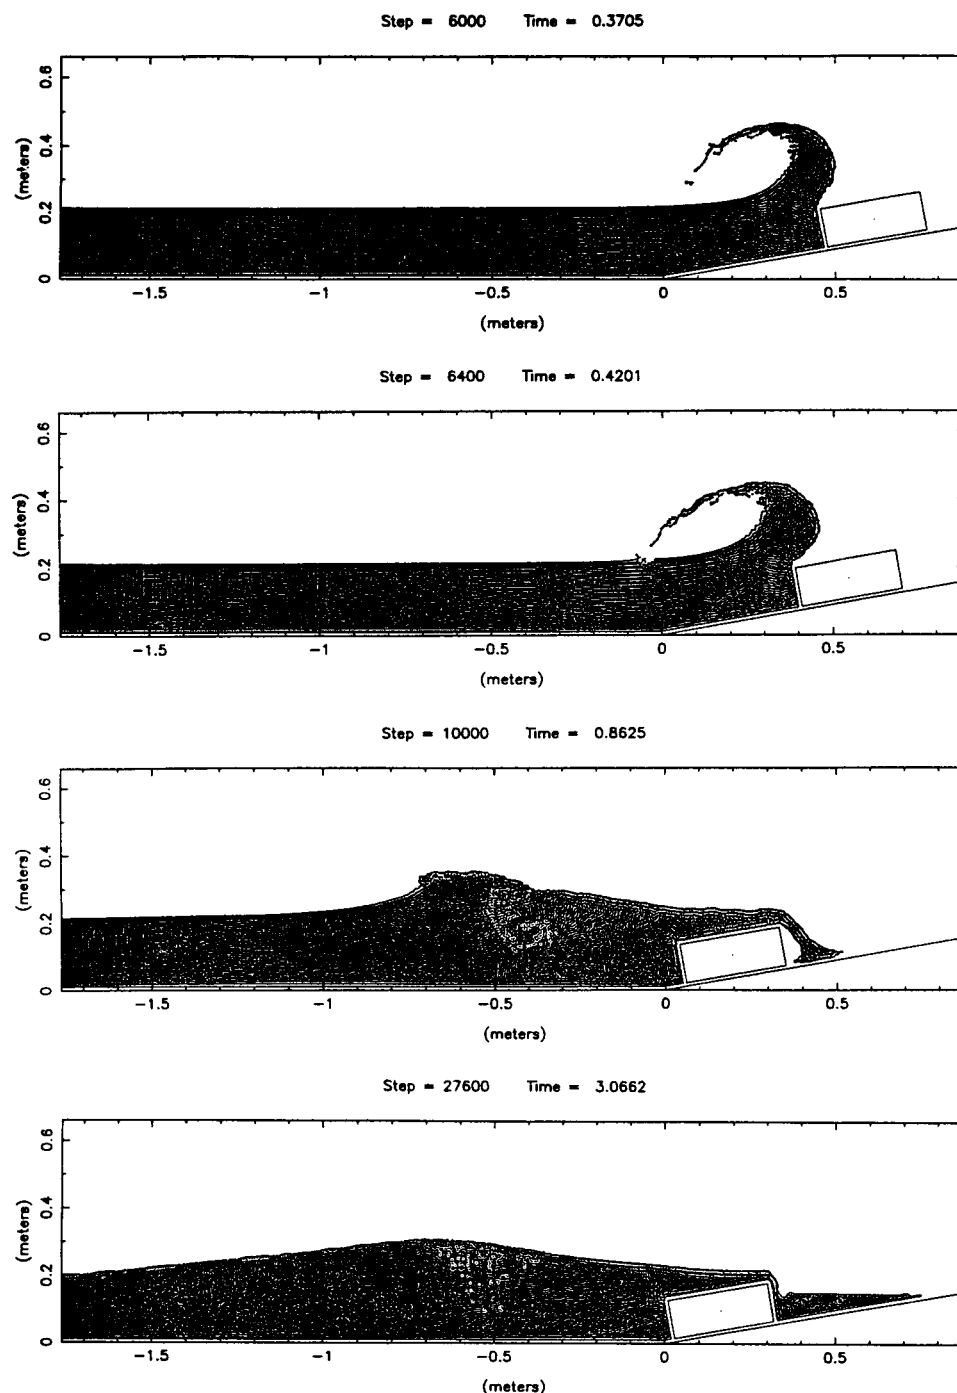 Step = 6000 Time = 0.3705
0.6
0.4
0.2
0
(meters)
-1.5 -1 -0.5 0 0.5
(meters)
Step = 6400 Time = 0.4201
0.6
0.4
0.2
0
(meters)
-1.5 -1 -0.5 0 0.5
(meters)
Step = 10000 Time = 0.8625
0.6
0.4
0.2
0
(meters)
-1.5 -1 -0.5 0 0.5
(meters)
Step = 27600 Time = 3.0662
0.6
0.4
0.2
0
(meters)
-1.5 -1 -0.5 0 0.5
(meters)